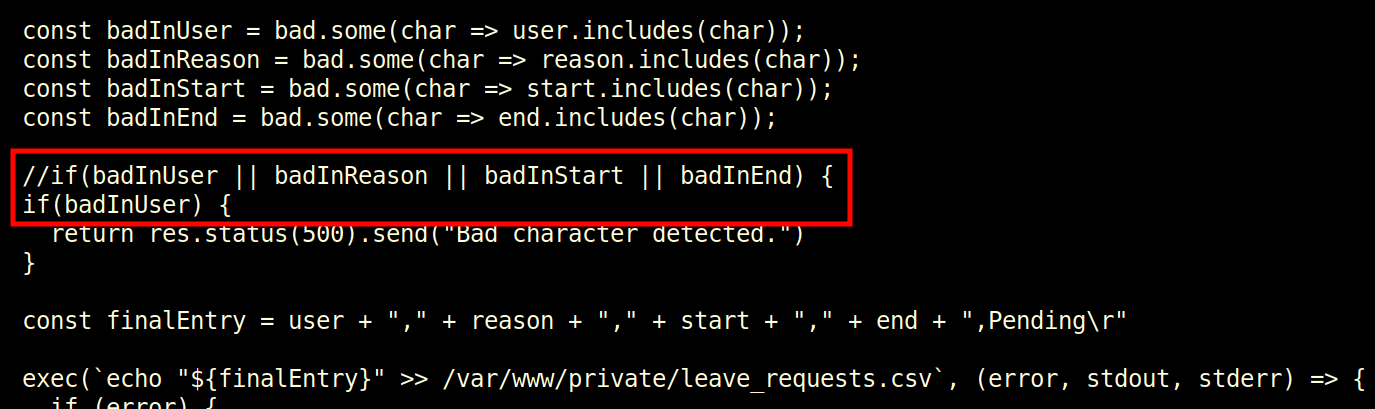 const badInUser = bad.some(char => user.includes(char));
const badInReason = bad.some(char => reason.includes(char));
const badInStart = bad.some(char => start.includes(char));
const badInEnd = bad.some(char => end.includes(char));
//if(badInUser || badInReason || badInStart || badInEnd) {
if(badInUser) {
return res.status(500).send("Bad character detected.")
}
const finalEntry = user + "," + reason + "," + start + "," + end + ",Pending\r"
exec(`echo "${finalEntry}" >> /var/www/private/leave_requests.csv`, (error, stdout, stderr) => {
if (error) {